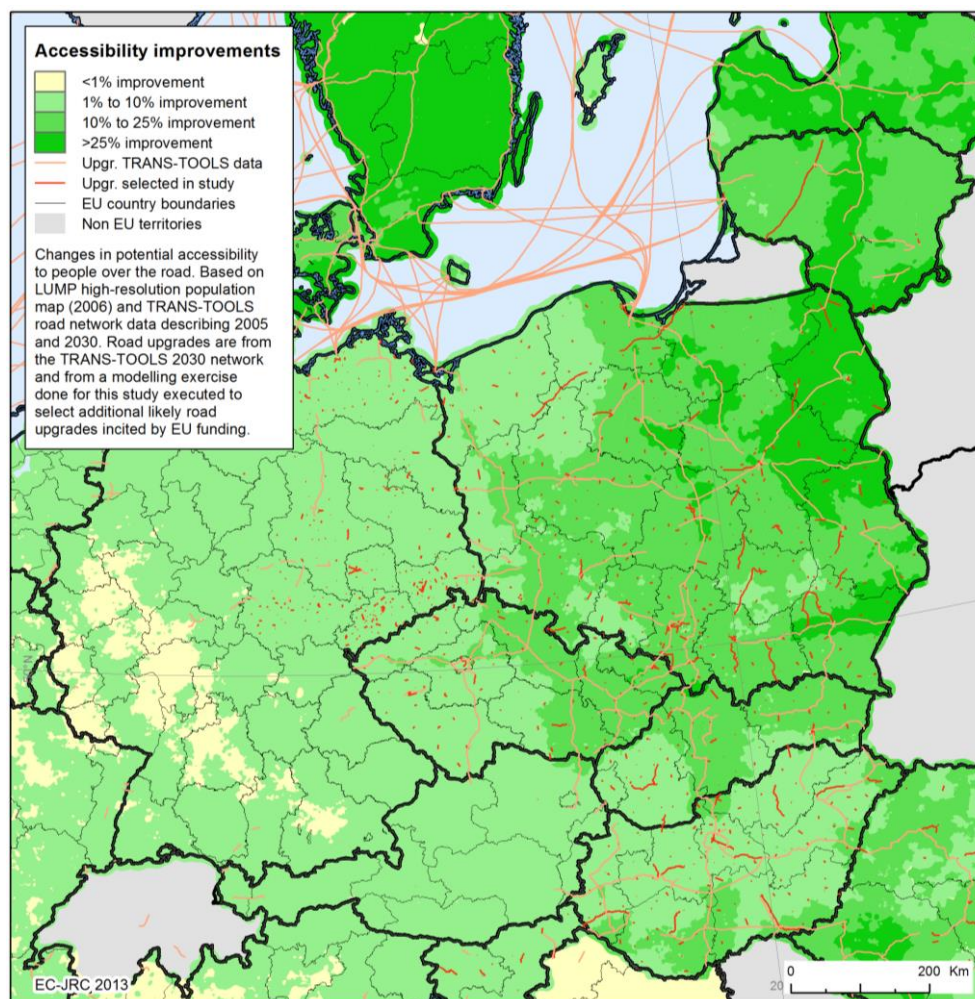 Accessibility improvements
<1% improvement
1% to 10% improvement
10% to 25% improvement
>25% improvement
Upgr. TRANS-TOOLS data
Upgr. selected in study
EU country boundaries
Non EU territories
Changes in potential accessibility
to people over the road. Based on
LUMP high-resolution population
map (2006) and TRANS-TOOLS
road network data describing 2005
and 2030. Road upgrades are from
the TRANS-TOOLS 2030 network
and from a modelling exercise
done for this study executed to
select additional likely road
upgrades incited by EU funding.
EC-JRC 2013
0 200 Km
20